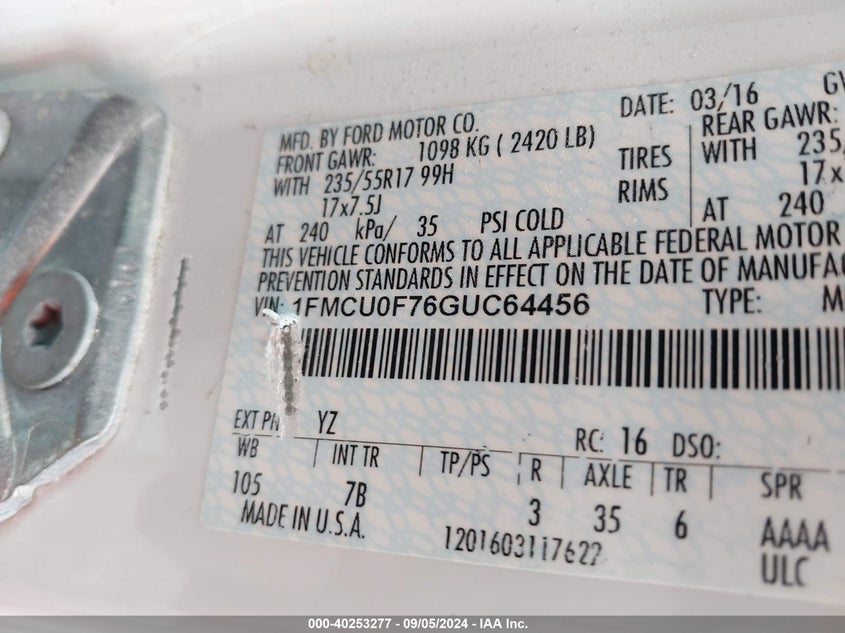 MFD. BY FORD MOTOR CO.
DATE: 03/16
FRONT GAWR: 1098 KG ( 2420 LB)
REAR GAWR:
WITH 235/55R17 99H
TIRES WITH 235/
17x7.5J
RIMS 17x
AT 240 kPa/ 35 PSI COLD
AT 240
THIS VEHICLE CONFORMS TO ALL APPLICABLE FEDERAL MOTOR
PREVENTION STANDARDS IN EFFECT ON THE DATE OF MANUFA
VIN: 1FMCU0F76GUC64456
TYPE:
EXT YZ
RC: 16 DSO:
WB INT TR TP/PS R AXLE TR SPR
105 7B 3 35 6 AAAA
MADE IN U.S.A.
1201603117622
ULC
000-40253277 - 09/05/2024 - IAA Inc.